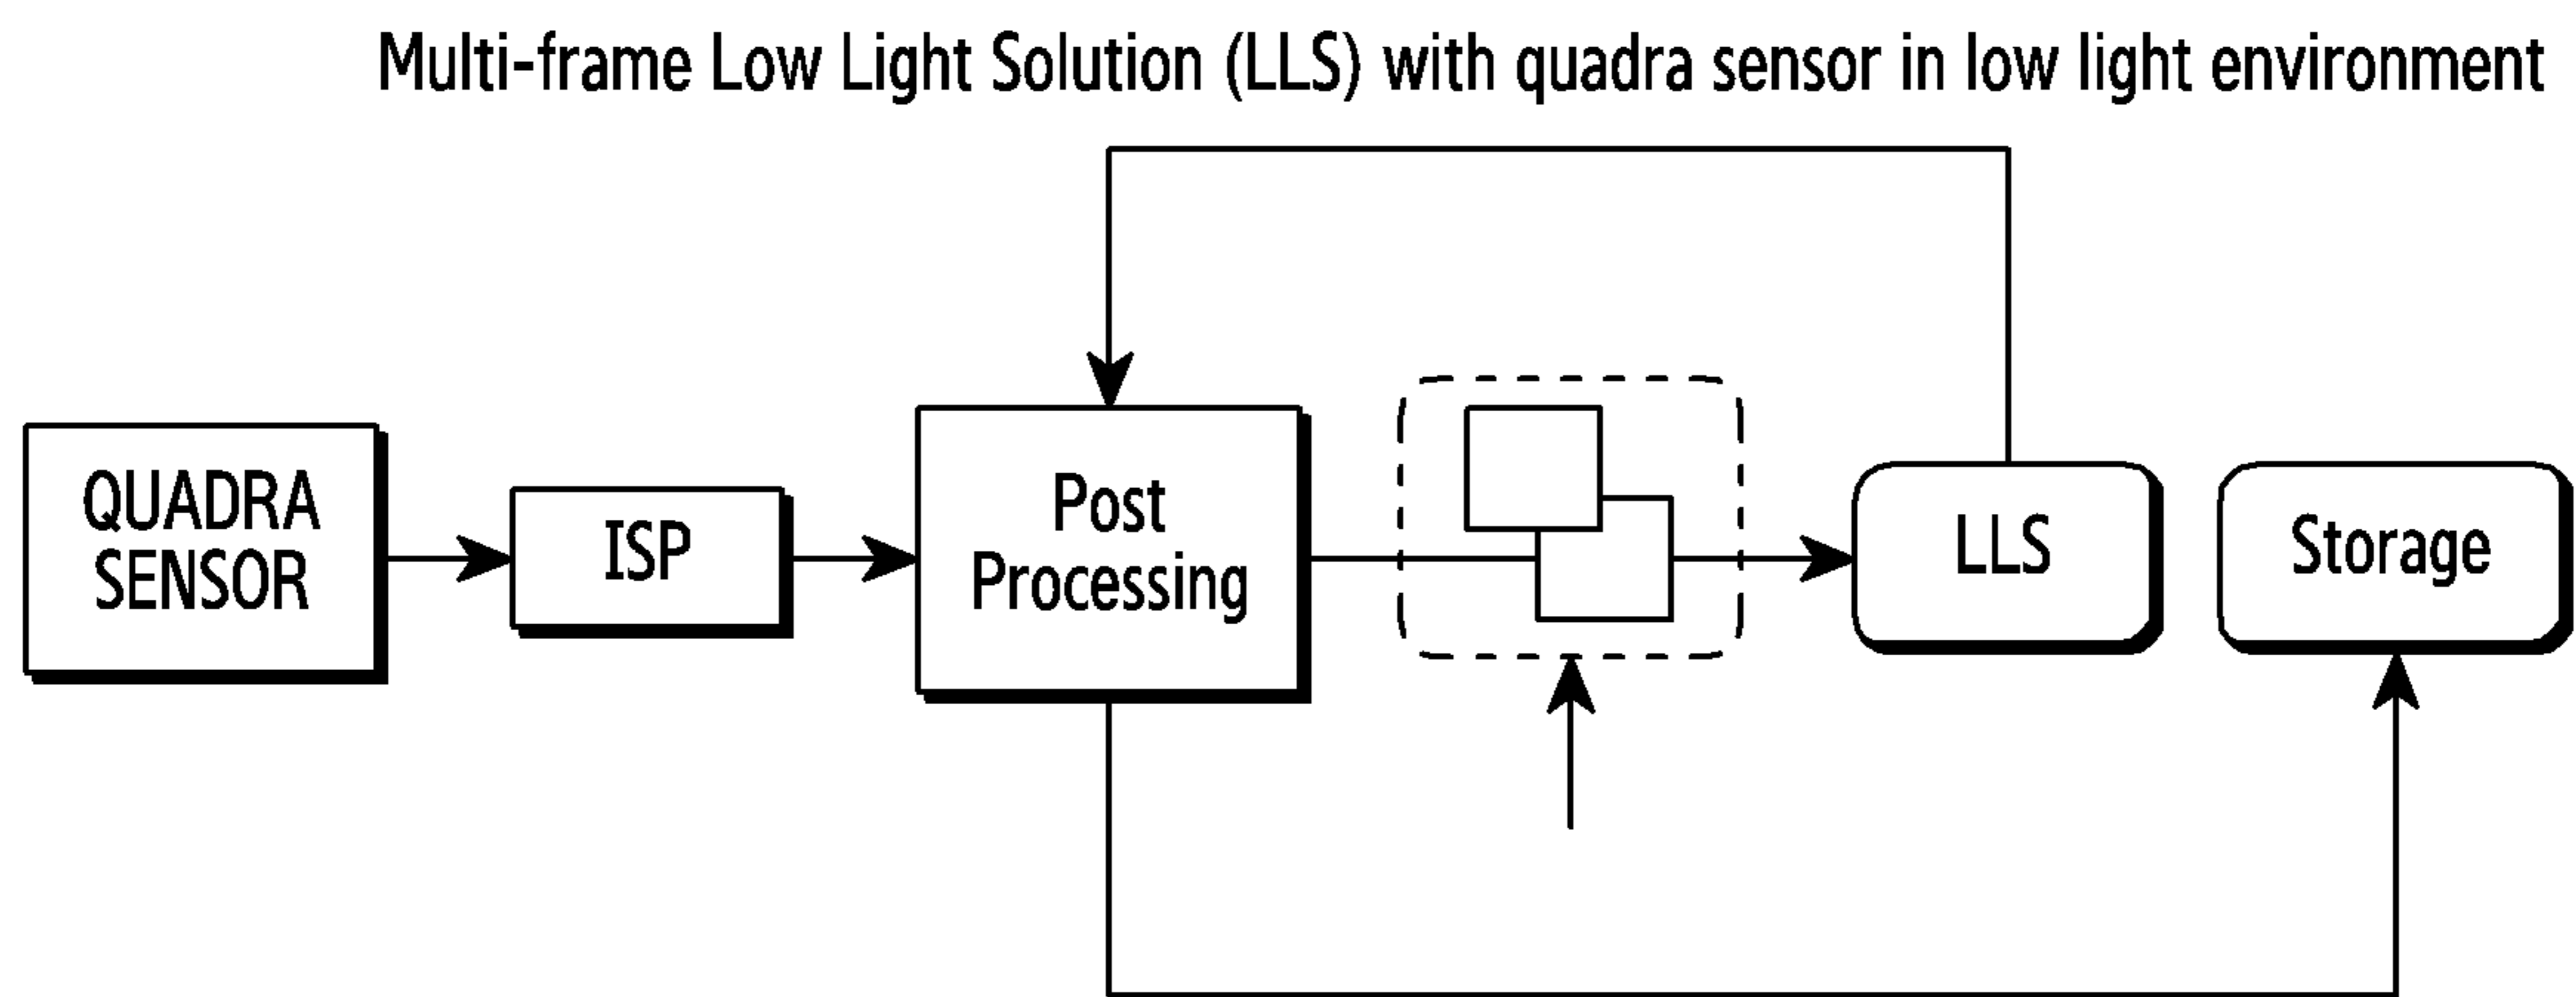 Multi-frame Low Light Solution (LLS) with quadra sensor in low light environment
QUADRA
SENSOR
ISP
Post
Processing
LLS
Storage